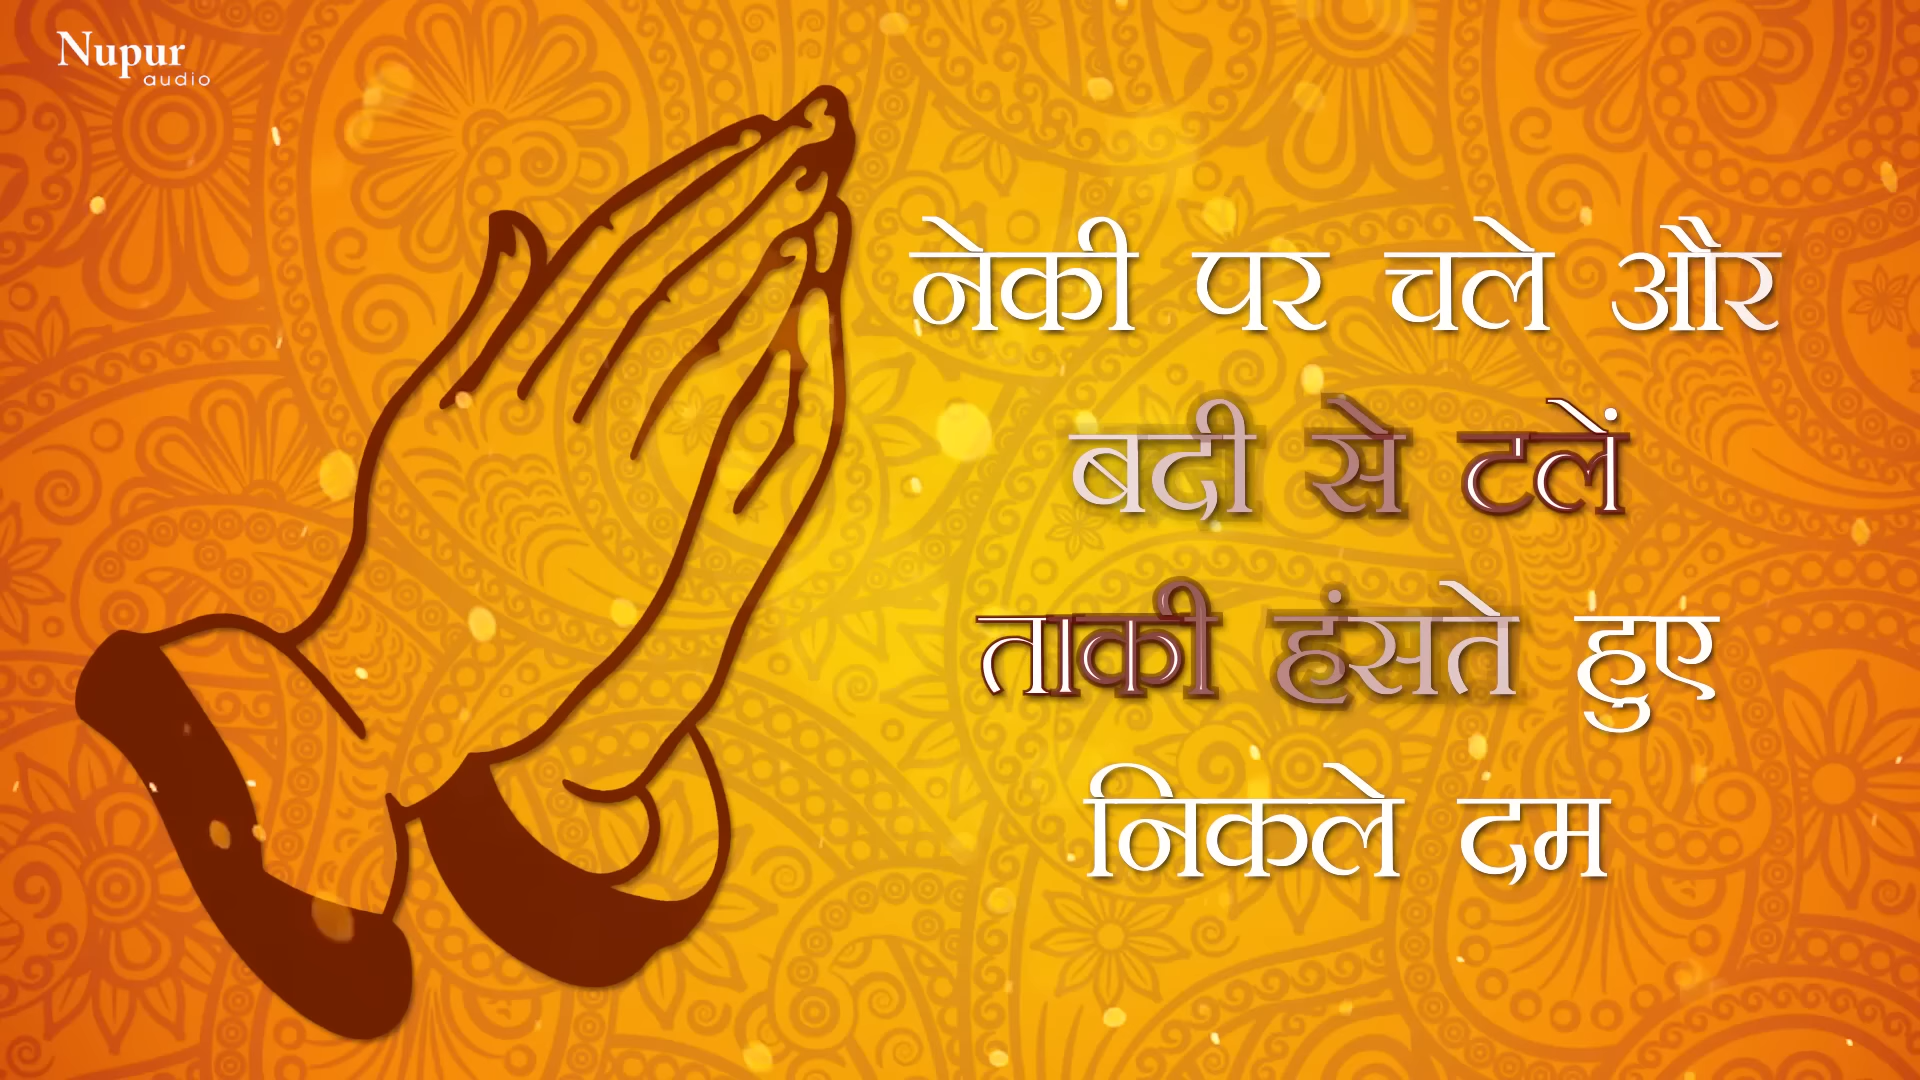 Nupur
audio
नेकी पर चले और
बदी से टलें
ताकी हंसते हुए
निकले दम